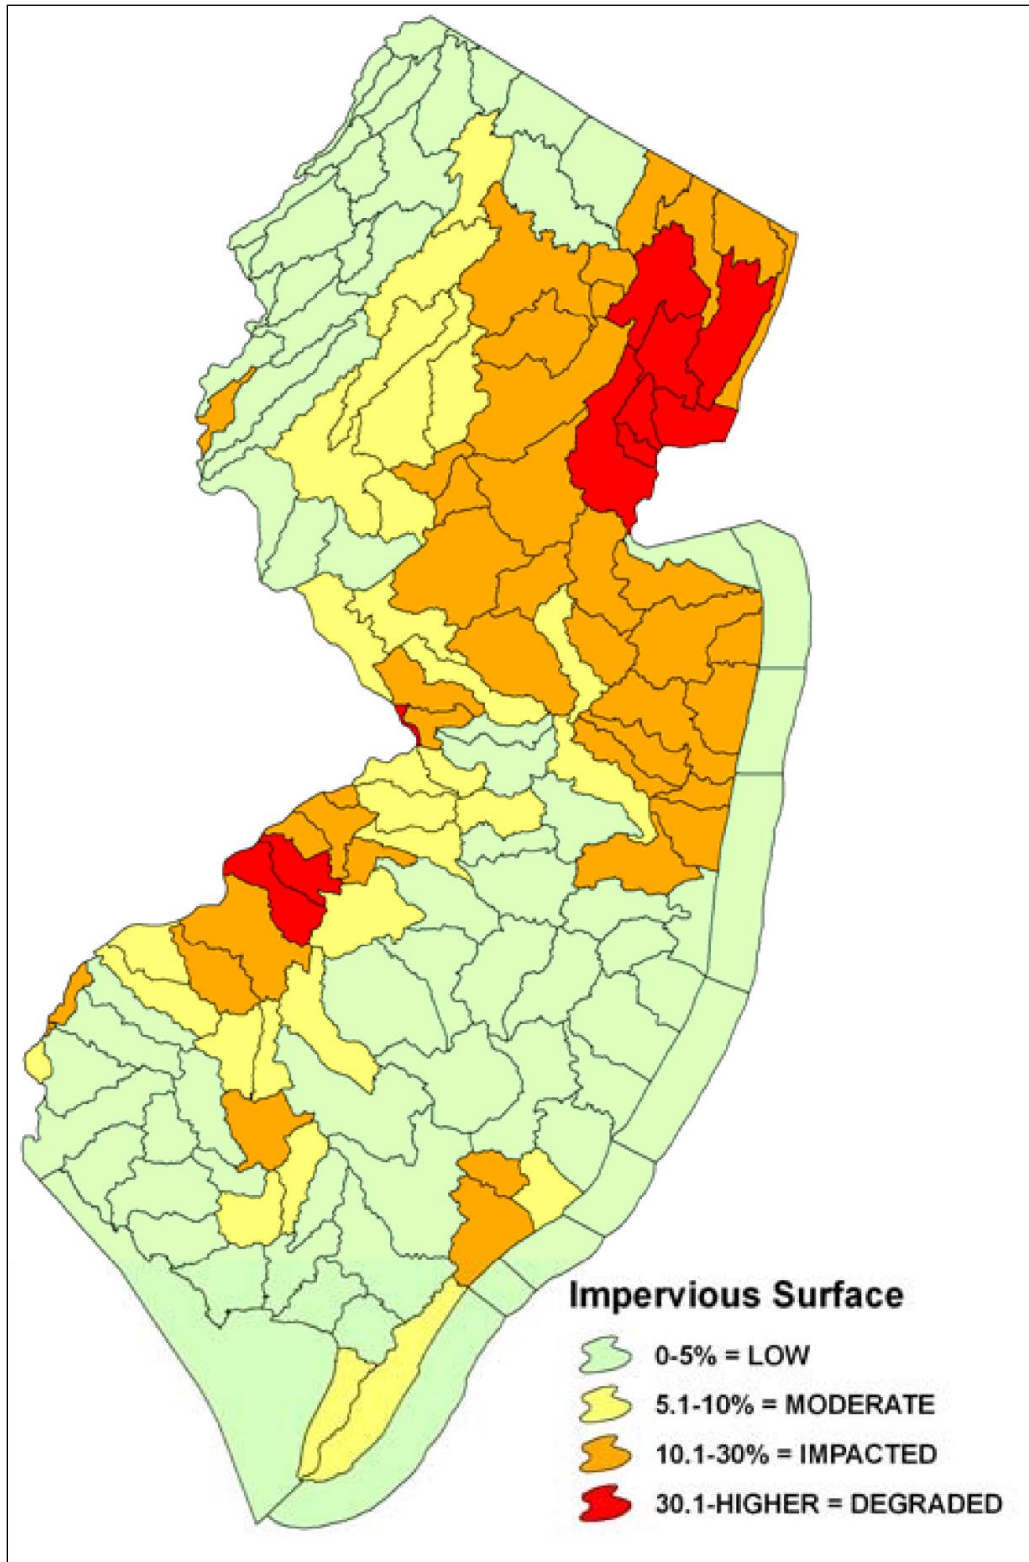 Impervious Surface
0-5% = LOW
5.1-10% = MODERATE
10.1-30% = IMPACTED
30.1-HIGHER = DEGRADED